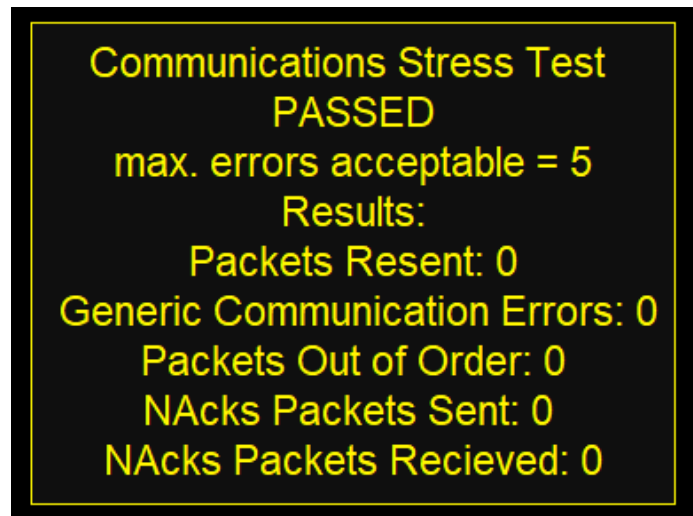 Communications Stress Test
PASSED
max. errors acceptable = 5
Results:
Packets Resent: 0
Generic Communication Errors: 0
Packets Out of Order: 0
NAcks Packets Sent: 0
NAcks Packets Recieved: 0